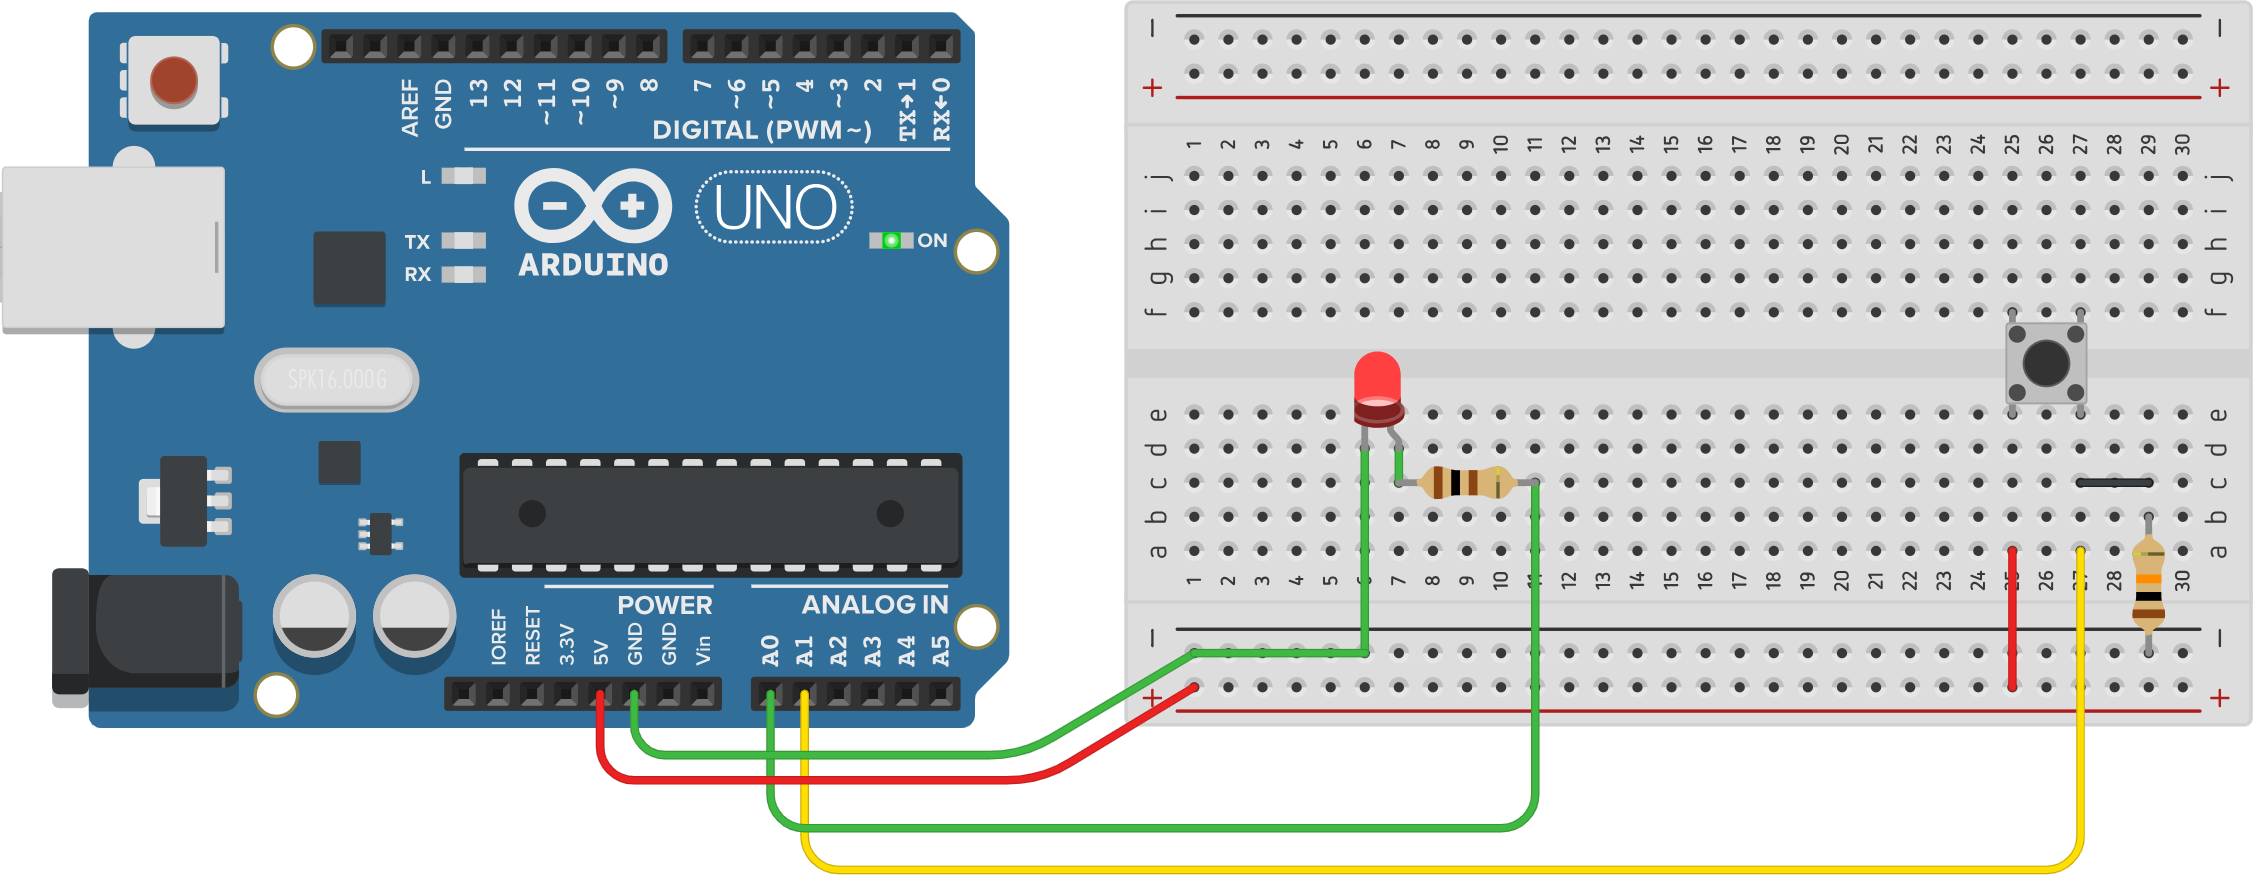 AREF GND 13 12 ~11 ~10 ~9 8 7 ~6 ~5 4 ~3 2 TX→1 RX←0
DIGITAL (PWM ~)
L
TX
RX
UNO
ARDUINO
ON
SPK16.000G
POWER
ANALOG IN
IOREF RESET 3.3V 5V GND GND Vin A0 A1 A2 A3 A4 A5
− −
+ +
1 2 3 4 5 6 7 8 9 10 11 12 13 14 15 16 17 18 19 20 21 22 23 24 25 26 27 28 29 30
j j
i i
h h
g g
f f
e e
d d
c c
b b
a a
1 2 3 4 5 6 7 8 9 10 11 12 13 14 15 16 17 18 19 20 21 22 23 24 25 26 27 28 29 30
− −
+ +